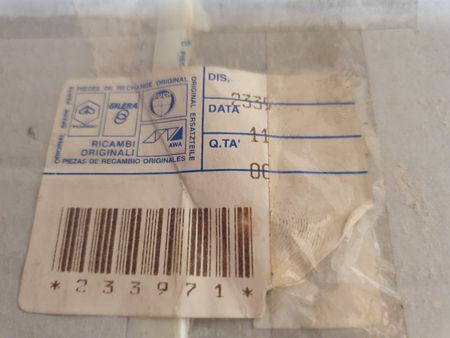 PIECES DE RECHANGE ORIGINAL
ORIGINAL SPARE PARTS
ORIGINAL ERSATZTEILE
GILERA
AWA
RICAMBI
ORIGINALI
PIEZAS DE RECAMBIO ORIGINALES
DIS.
DATA
Q.TA'
11
*233971*